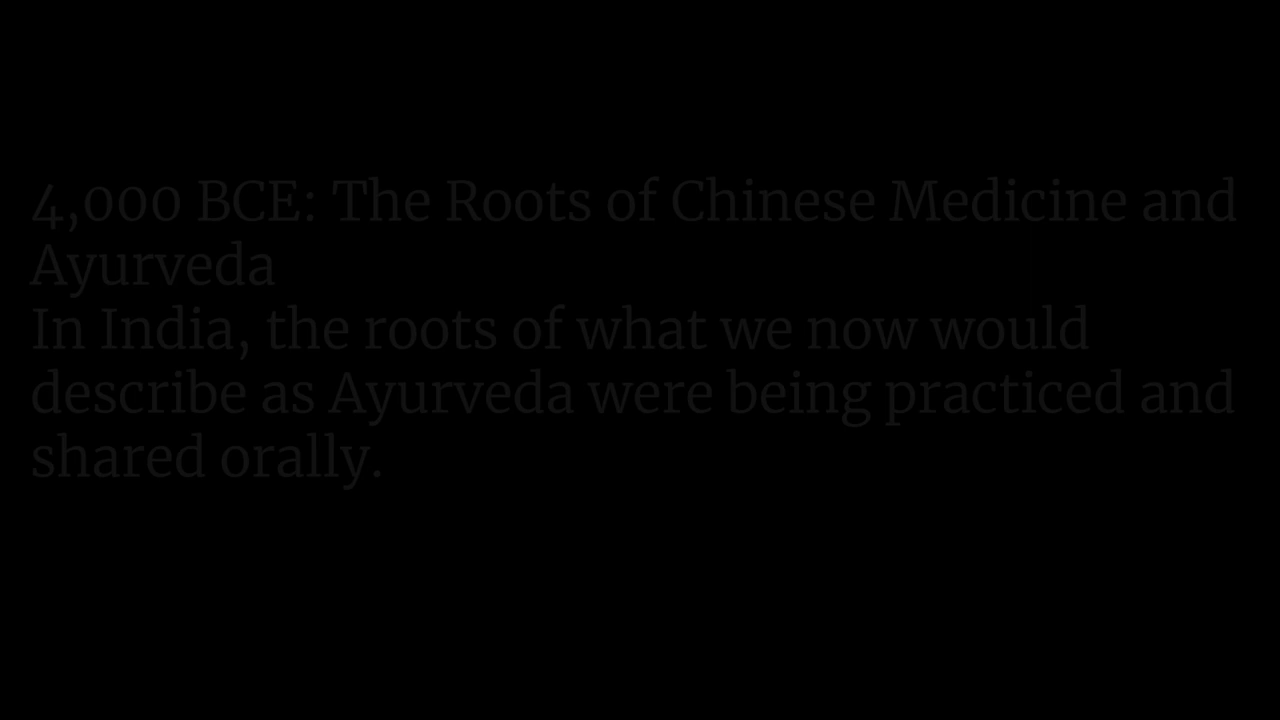 4,000 BCE: The Roots of Chinese Medicine and
Ayurveda
In India, the roots of what we now would
describe as Ayurveda were being practiced and
shared orally.